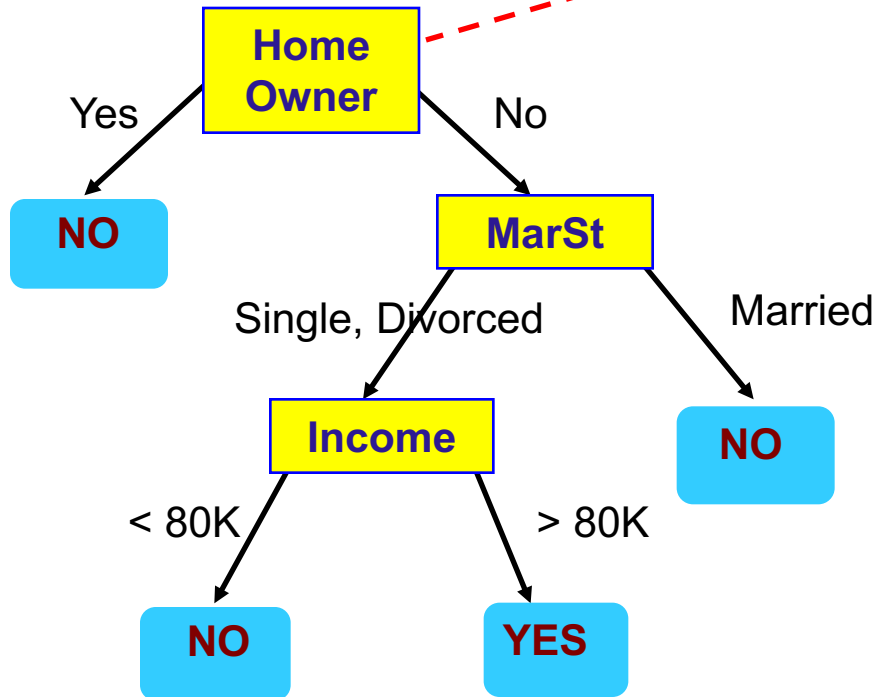 Home
Owner
Yes
No
NO
MarSt
Single, Divorced
Married
Income
NO
< 80K
> 80K
NO
YES